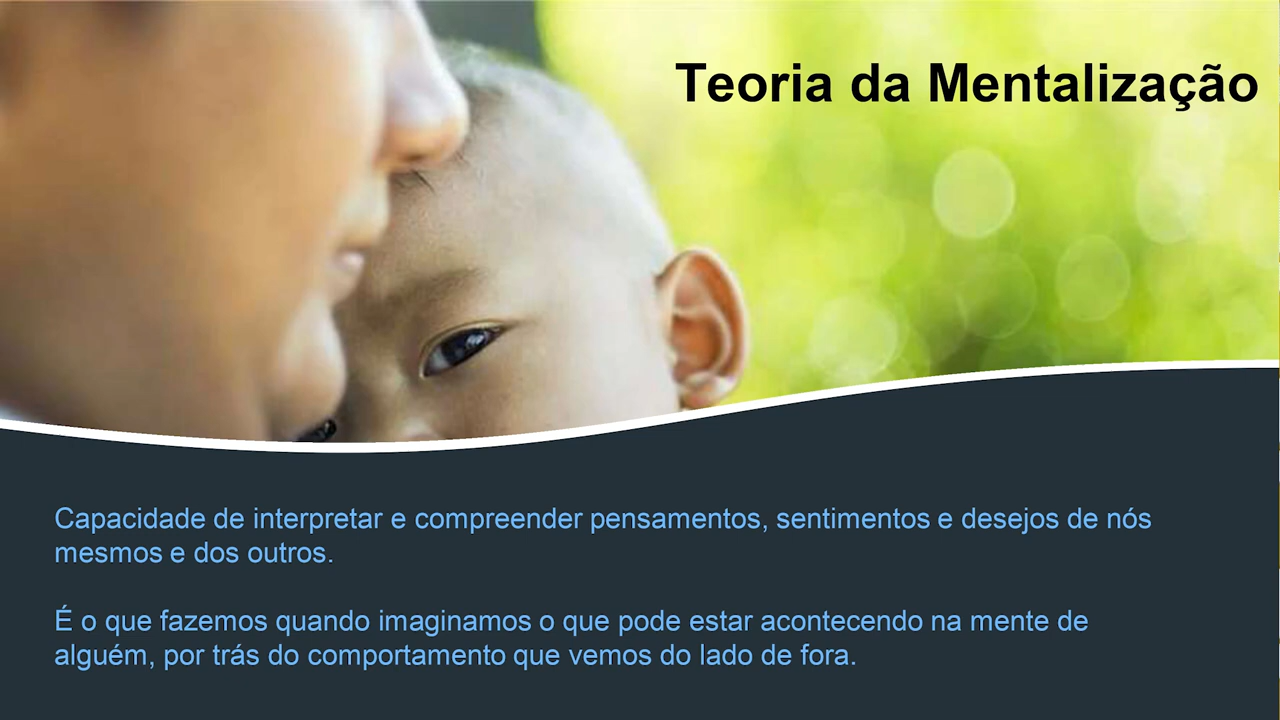 Teoria da Mentalização
Capacidade de interpretar e compreender pensamentos, sentimentos e desejos de nós
mesmos e dos outros.
É o que fazemos quando imaginamos o que pode estar acontecendo na mente de
alguém, por trás do comportamento que vemos do lado de fora.